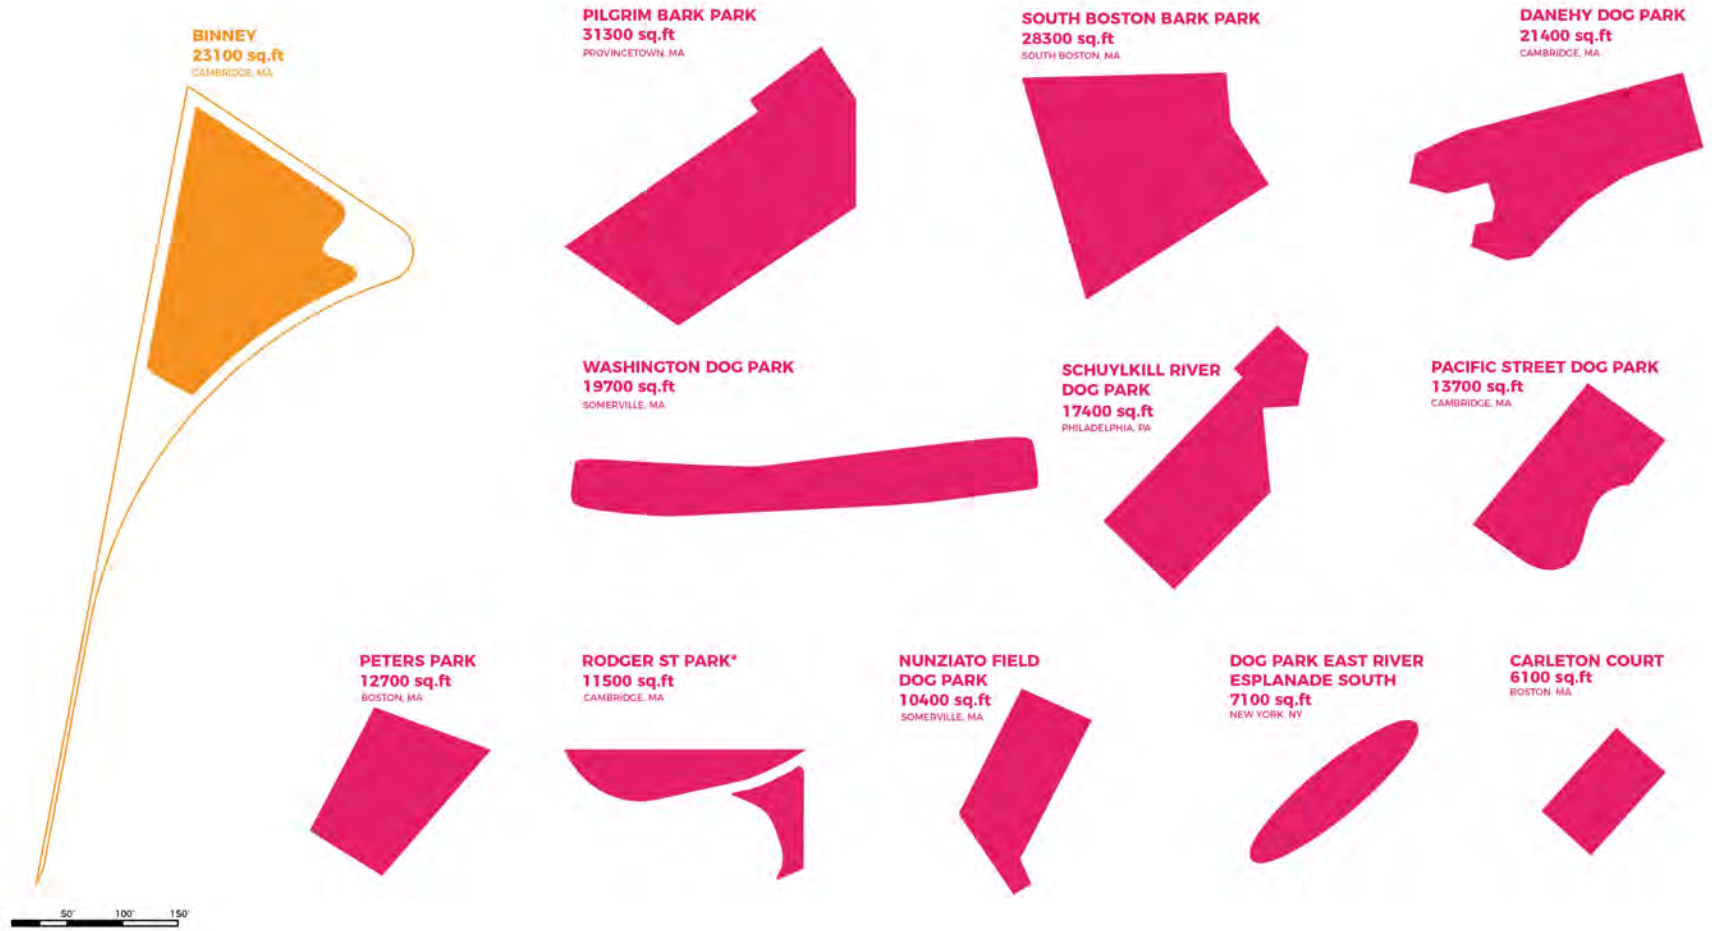 BINNEY
23100 sq.ft
CAMBRIDGE, MA
PILGRIM BARK PARK
31300 sq.ft
PROVINCETOWN, MA
SOUTH BOSTON BARK PARK
28300 sq.ft
SOUTH BOSTON, MA
DANEHY DOG PARK
21400 sq.ft
CAMBRIDGE, MA
WASHINGTON DOG PARK
19700 sq.ft
SOMERVILLE, MA
SCHUYLKILL RIVER
DOG PARK
17400 sq.ft
PHILADELPHIA, PA
PACIFIC STREET DOG PARK
13700 sq.ft
CAMBRIDGE, MA
PETERS PARK
12700 sq.ft
BOSTON, MA
RODGER ST PARK*
11500 sq.ft
CAMBRIDGE, MA
NUNZIATO FIELD
DOG PARK
10400 sq.ft
SOMERVILLE, MA
DOG PARK EAST RIVER
ESPLANADE SOUTH
7100 sq.ft
NEW YORK, NY
CARLETON COURT
6100 sq.ft
BOSTON, MA
50' 100' 150'